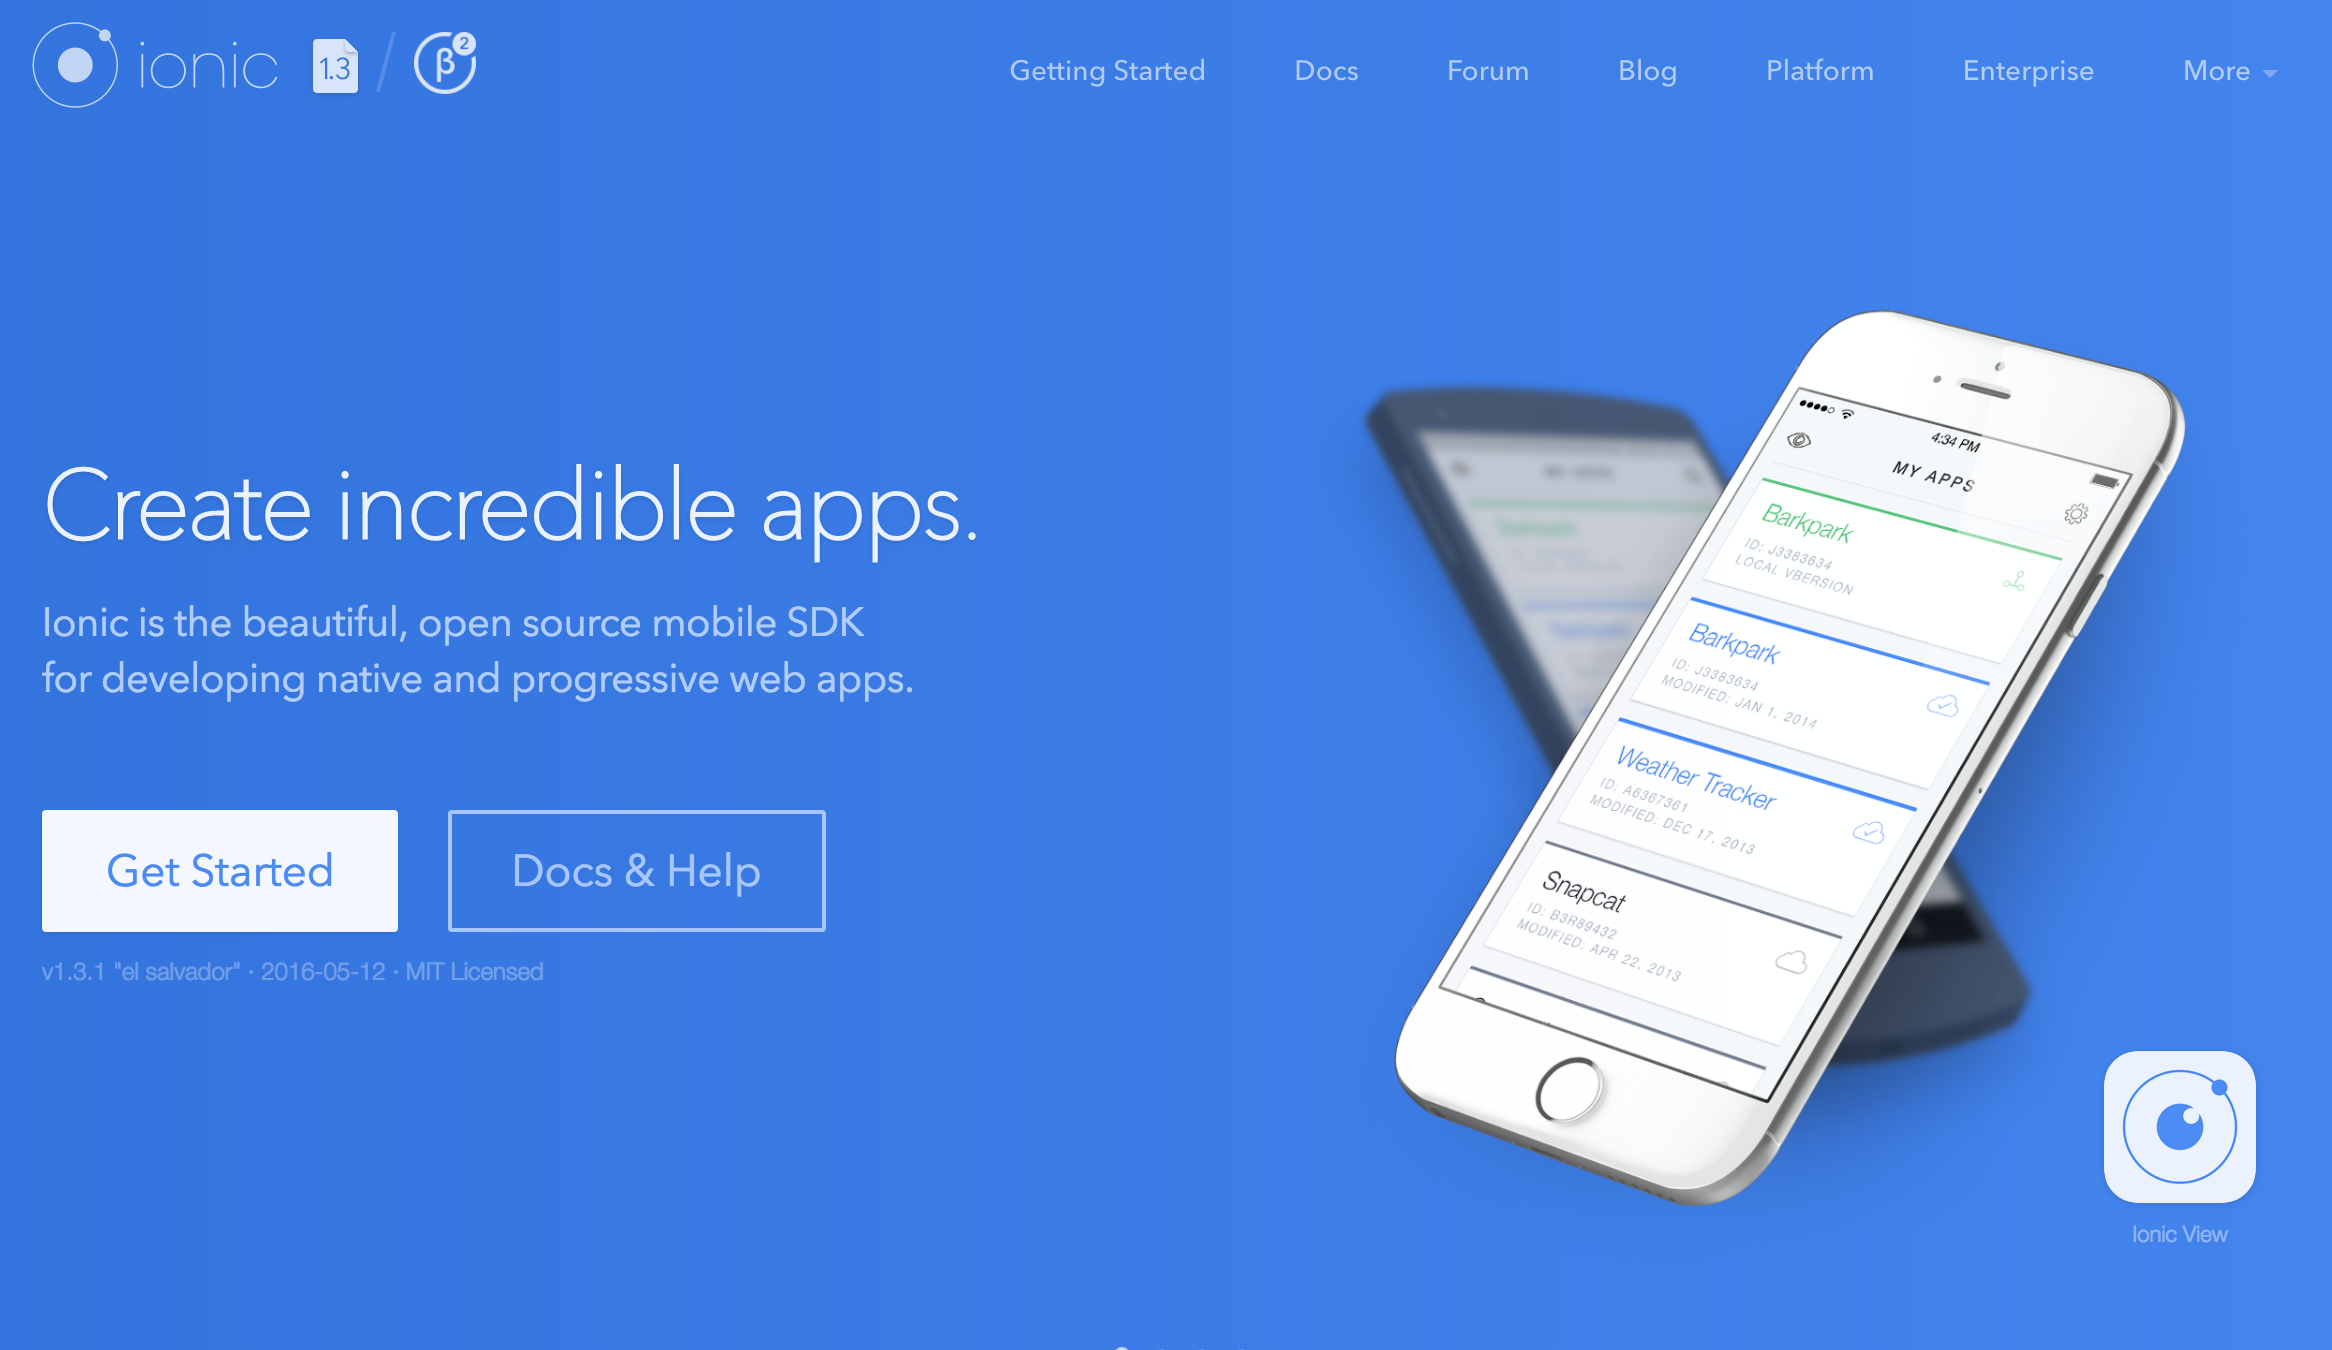 ionic 1.3 / β 2
Getting Started Docs Forum Blog Platform Enterprise More
Create incredible apps.
Ionic is the beautiful, open source mobile SDK
for developing native and progressive web apps.
Get Started Docs & Help
v1.3.1 "el salvador" · 2016-05-12 · MIT Licensed
4:34 PM
MY APPS
Barkpark
ID: J3383634
LOCAL VBERSION
Barkpark
ID: J3383634
MODIFIED: JAN 1, 2014
Weather Tracker
ID: A6367361
MODIFIED: DEC 17, 2013
Snapcat
ID: B3R89432
MODIFIED: APR 22, 2013
MY APPS
Ionic View